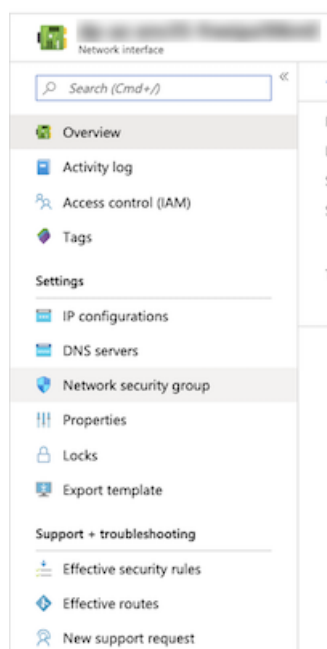 Network interface
Search (Cmd+/)
«
Overview
Activity log
Access control (IAM)
Tags
Settings
IP configurations
DNS servers
Network security group
Properties
Locks
Export template
Support + troubleshooting
Effective security rules
Effective routes
New support request